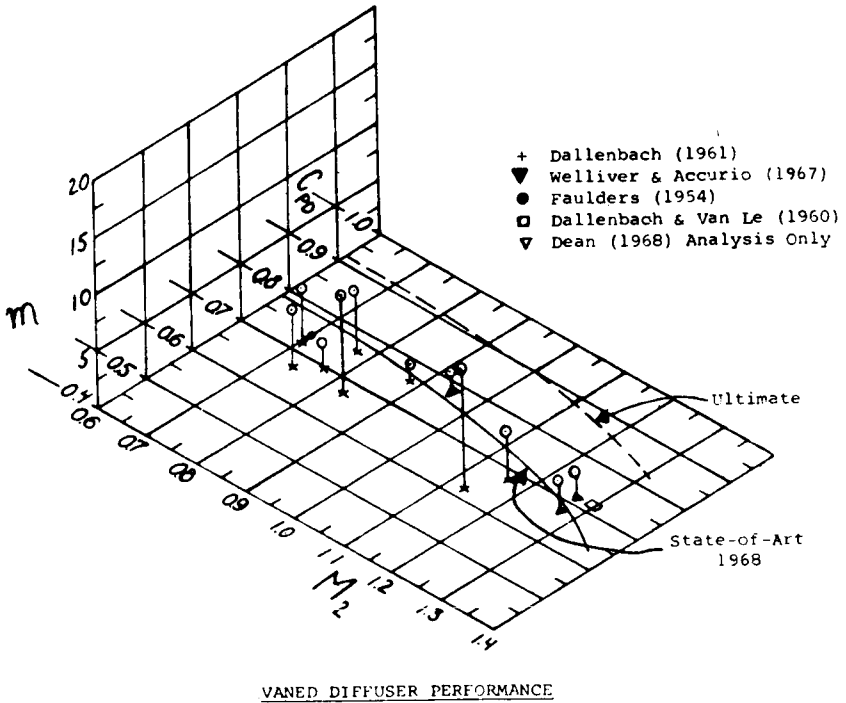 + Dallenbach (1961)
▼ Welliver & Accurio (1967)
● Faulders (1954)
Dallenbach & Van Le (1960)
▽ Dean (1968) Analysis Only
20
15
10
5
m
C PO
1.0
0.9
0.8
0.7
0.6
0.5
0.4
0.6
0.7
0.8
0.9
1.0
1.1
1.2
1.3
1.4
M2
Ultimate
State-of-Art
1968
VANED DIFFUSER PERFORMANCE